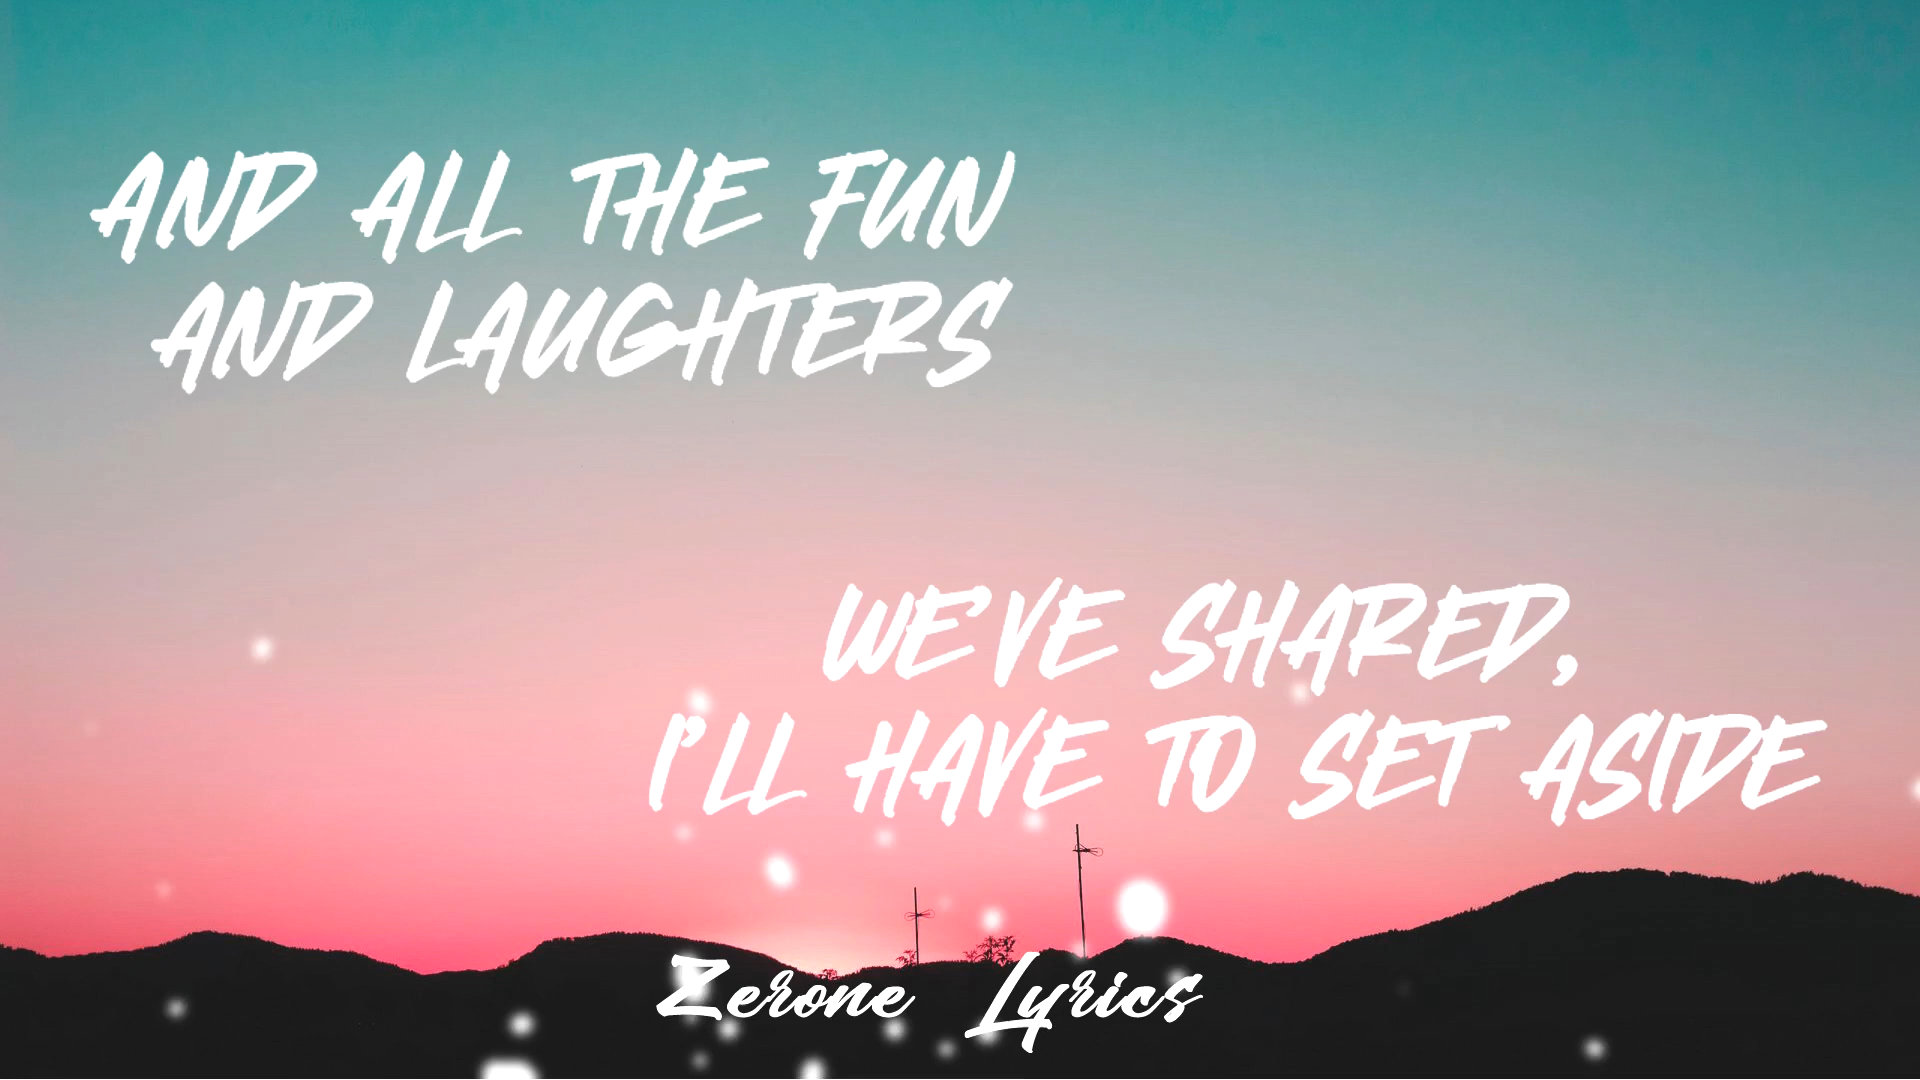 AND ALL THE FUN
AND LAUGHTERS
WE'VE SHARED,
I'LL HAVE TO SET ASIDE
Zerone Lyrics